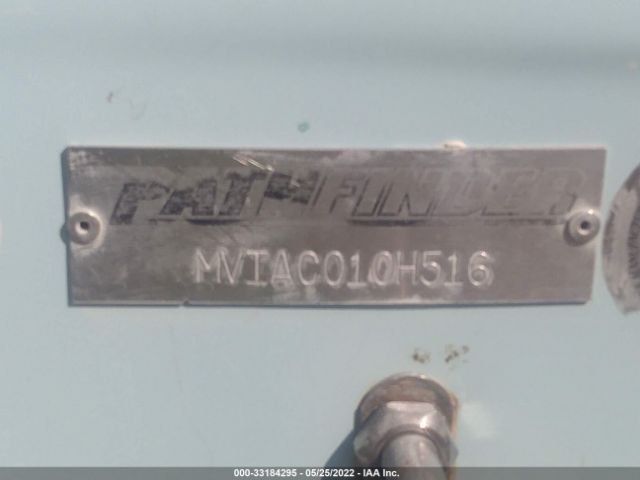 PATHFINDER
MVIAC010H516
000-33184295 - 05/25/2022 - IAA Inc.